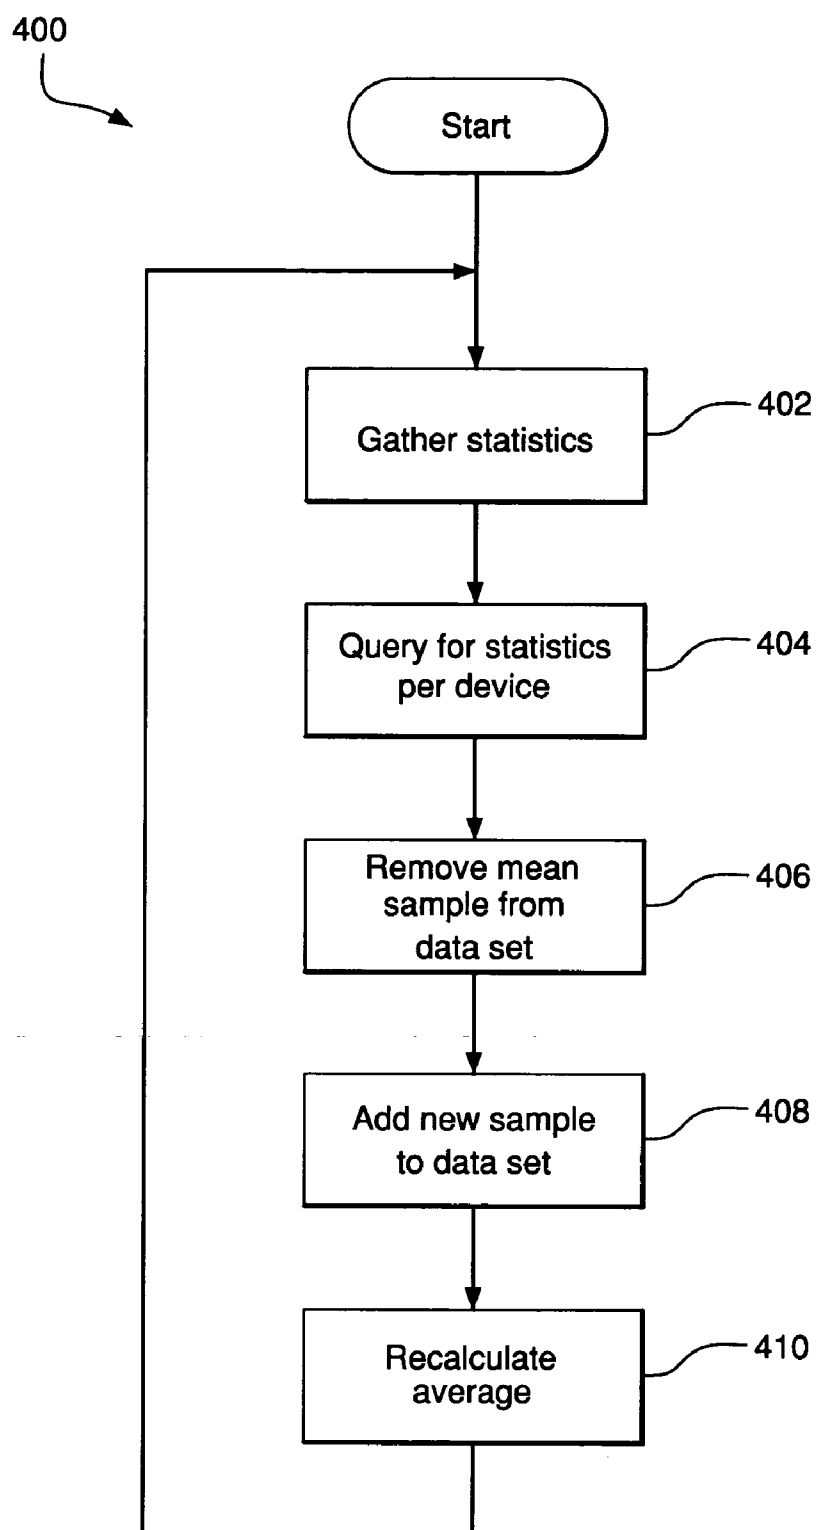 400
Start
Gather statistics
402
Query for statistics
per device
404
Remove mean
sample from
data set
406
Add new sample
to data set
408
Recalculate
average
410